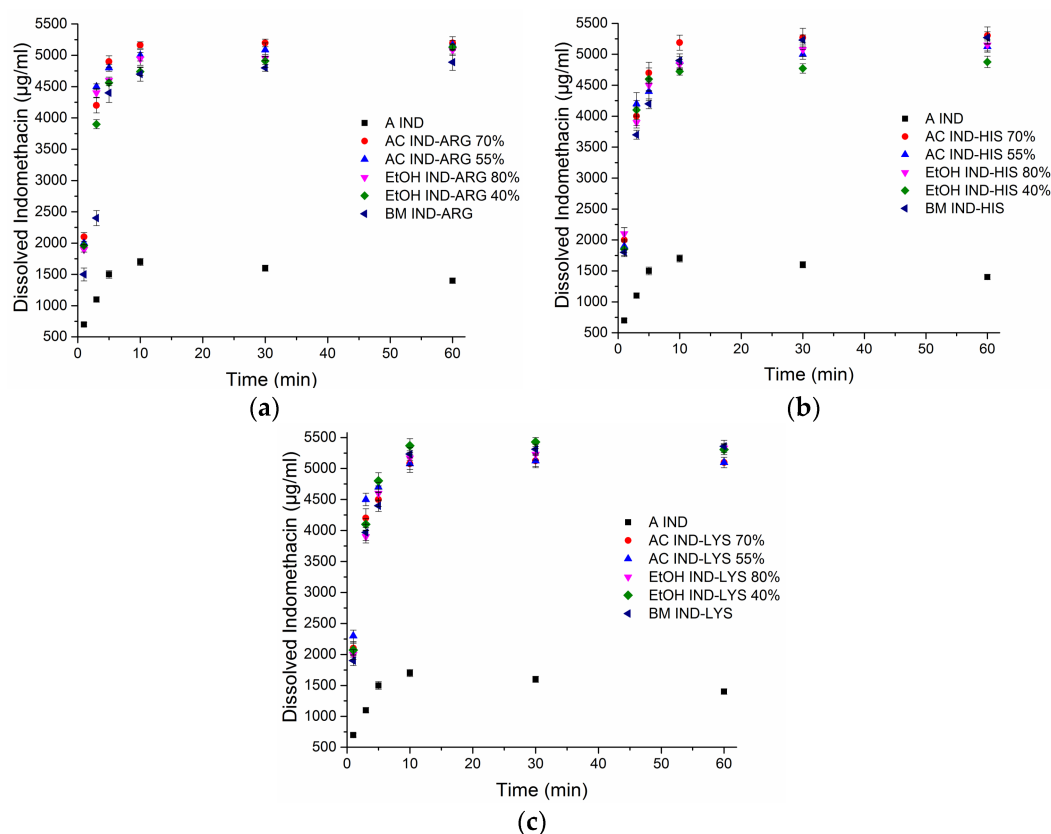 5500
5000
4500
4000
3500
3000
2500
2000
1500
1000
500
Dissolved Indomethacin (µg/ml)
A IND
AC IND-ARG 70%
AC IND-ARG 55%
EtOH IND-ARG 80%
EtOH IND-ARG 40%
BM IND-ARG
0 10 20 30 40 50 60
Time (min)
(a)
5500
5000
4500
4000
3500
3000
2500
2000
1500
1000
500
Dissolved Indomethacin (µg/ml)
A IND
AC IND-HIS 70%
AC IND-HIS 55%
EtOH IND-HIS 80%
EtOH IND-HIS 40%
BM IND-HIS
0 10 20 30 40 50 60
Time (min)
(b)
5500
5000
4500
4000
3500
3000
2500
2000
1500
1000
500
Dissolved Indomethacin (µg/ml)
A IND
AC IND-LYS 70%
AC IND-LYS 55%
EtOH IND-LYS 80%
EtOH IND-LYS 40%
BM IND-LYS
0 10 20 30 40 50 60
Time (min)
(c)